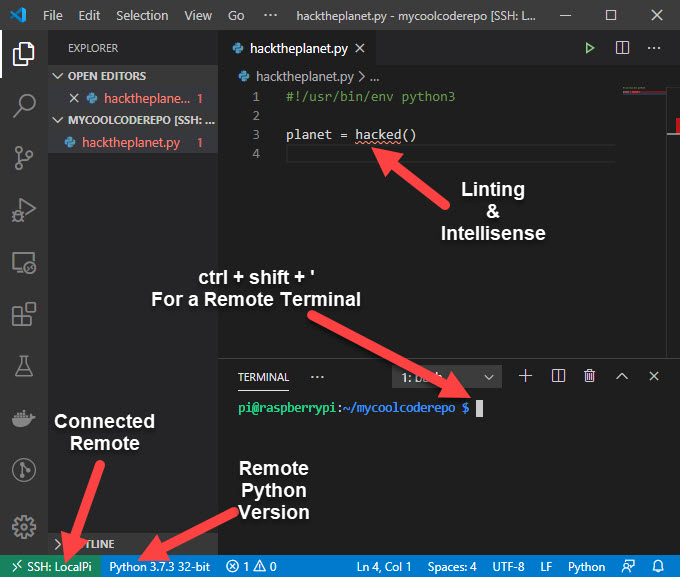 File Edit Selection View Go ··· hacktheplanet.py - mycoolcoderepo [SSH: L...
EXPLORER
OPEN EDITORS
hacktheplane... 1
MYCOOLCODEREPO [SSH: ...
hacktheplanet.py 1
hacktheplanet.py
hacktheplanet.py > ...
1 #!/usr/bin/env python3
2
3 planet = hacked()
4
Linting
&
Intellisense
ctrl + shift + '
For a Remote Terminal
TERMINAL ···
1:
pi@raspberrypi:~/mycoolcoderepo $
Connected
Remote
Remote
Python
Version
SSH: LocalPi Python 3.7.3 32-bit 1 0 Ln 4, Col 1 Spaces: 4 UTF-8 LF Python